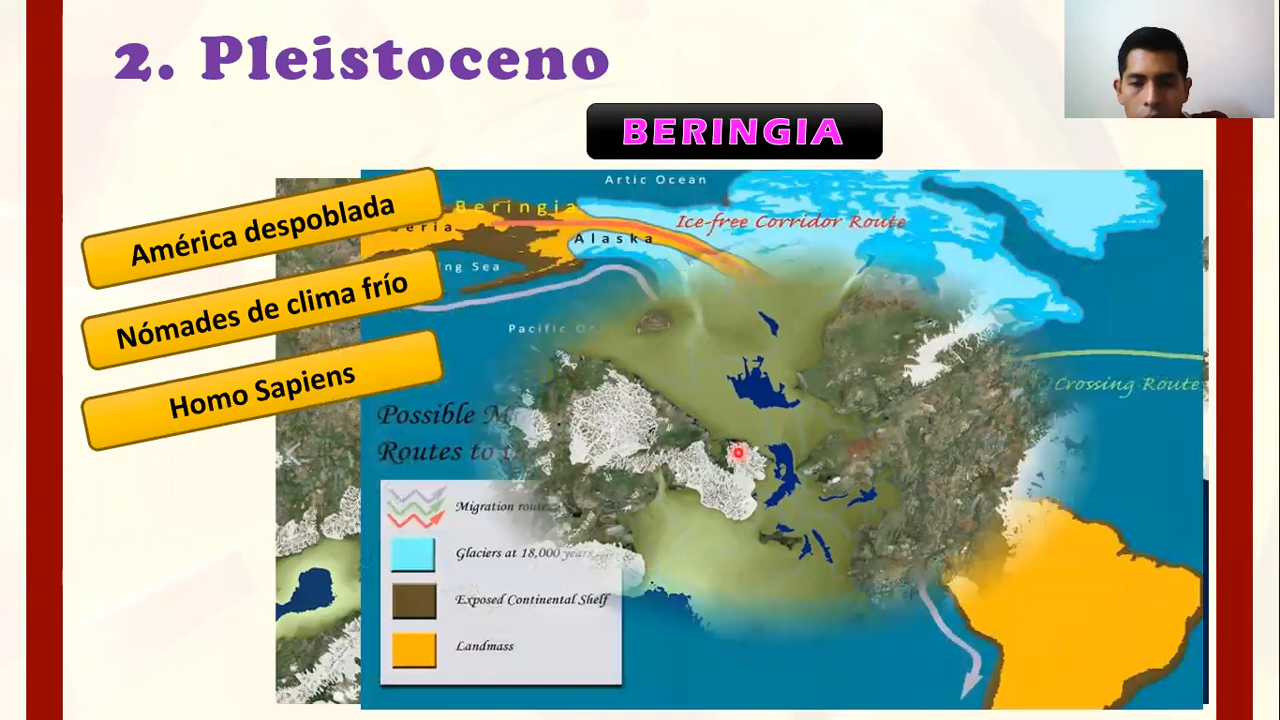 2. Pleistoceno
BERINGIA
América despoblada
Nómades de clima frío
Homo Sapiens
Artic Ocean
Beringia
Ice-free Corridor Route
Alaska
Sea
Pacific
Crossing Route
Possible
Routes to
Migration
Glaciers at 18,000 years
Exposed Continental Shelf
Landmass